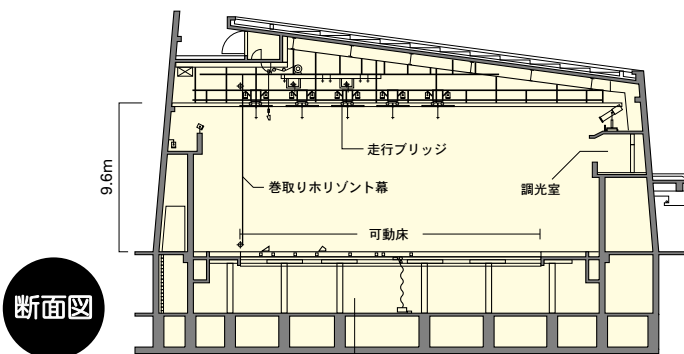 走行ブリッジ
9.6m
巻取りホリゾント幕
調光室
可動床
断面図